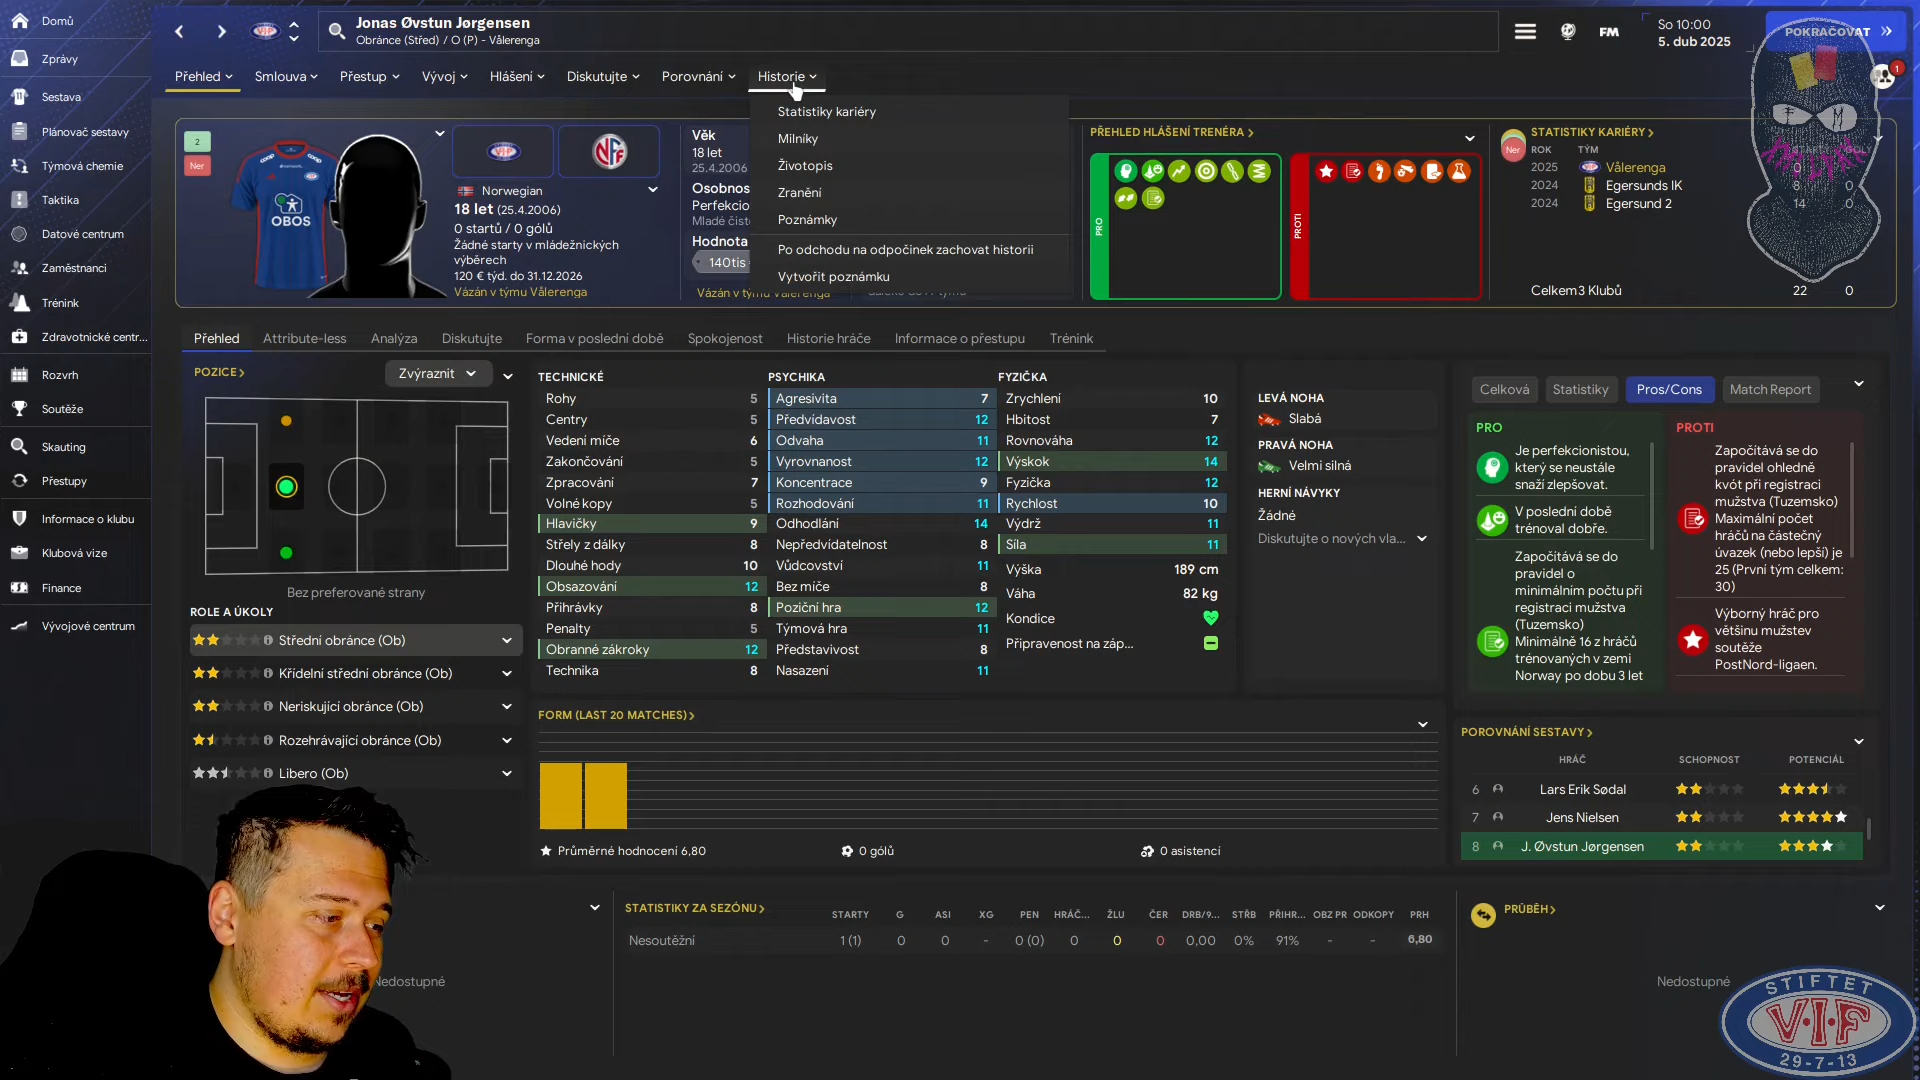 Domů
Zprávy
Sestava
Plánovač sestavy
Týmová chemie
Taktika
Datové centrum
Zaměstnanci
Trénink
Zdravotnické centr...
Rozvrh
Soutěže
Skauting
Přestupy
Informace o klubu
Klubová vize
Finance
Vývojové centrum
Jonas Øvstun Jørgensen
Obránce (Střed) / O (P) - Vålerenga
FM
So 10:00
5. dub 2025
POKRAČOVAT
1
Přehled
Smlouva
Přestup
Vývoj
Hlášení
Diskutujte
Porovnání
Historie
Statistiky kariéry
Milníky
Životopis
Zranění
Poznámky
Po odchodu na odpočinek zachovat historii
Vytvořit poznámku
2
Ner
coop
coop
OBOS
VIF
NFF
Norwegian
18 let (25.4.2006)
0 startů / 0 gólů
Žádné starty v mládežnických
výběrech
120 € týd. do 31.12.2026
Vázán v týmu Vålerenga
Věk
18 let
25.4.2006
Osobnos
Perfekcio
Mladé čist
Hodnota
140tis
Vázán v týmu Vålerenga
PŘEHLED HLÁŠENÍ TRENÉRA
PRO
PROTI
Ner
STATISTIKY KARIÉRY
ROK TÝM
2025 Vålerenga 0
2024 Egersunds IK 8 0
2024 Egersund 2 14 0
Celkem3 Klubů 22 0
Přehled
Attribute-less
Analýza
Diskutujte
Forma v poslední době
Spokojenost
Historie hráče
Informace o přestupu
Trénink
POZICE
Zvýraznit
Bez preferované strany
ROLE A ÚKOLY
Střední obránce (Ob)
Křídelní střední obránce (Ob)
Neriskující obránce (Ob)
Rozehrávající obránce (Ob)
Libero (Ob)
TECHNICKÉ
Rohy 5
Centry 5
Vedení míče 6
Zakončování 5
Zpracování 7
Volné kopy 5
Hlavičky 9
Střely z dálky 8
Dlouhé hody 10
Obsazování 12
Přihrávky 8
Penalty 5
Obranné zákroky 12
Technika 8
PSYCHIKA
Agresivita 7
Předvídavost 12
Odvaha 11
Vyrovnanost 12
Koncentrace 9
Rozhodování 11
Odhodlání 14
Nepředvídatelnost 8
Vůdcovství 11
Bez míče 8
Poziční hra 12
Týmová hra 11
Představivost 8
Nasazení 11
FYZIČKA
Zrychlení 10
Hbitost 7
Rovnováha 12
Výskok 14
Fyzička 12
Rychlost 10
Výdrž 11
Síla 11
Výška 189 cm
Váha 82 kg
Kondice
Připravenost na záp...
LEVÁ NOHA
Slabá
PRAVÁ NOHA
Velmi silná
HERNÍ NÁVYKY
Žádné
Diskutujte o nových vla...
Celková
Statistiky
Pros/Cons
Match Report
PRO
Je perfekcionistou,
který se neustále
snaží zlepšovat.
V poslední době
trénoval dobře.
Započítává se do
pravidel o
minimálním počtu při
registraci mužstva
(Tuzemsko)
Minimálně 16 z hráčů
trénovaných v zemi
Norway po dobu 3 let
PROTI
Započítává se do
pravidel ohledně
kvót při registraci
mužstva (Tuzemsko)
Maximální počet
hráčů na částečný
úvazek (nebo lepší) je
25 (První tým celkem:
30)
Výborný hráč pro
většinu mužstev
soutěže
PostNord-ligaen.
FORM (LAST 20 MATCHES)
Průměrné hodnocení 6,80
0 gólů
0 asistencí
POROVNÁNÍ SESTAVY
HRÁČ SCHOPNOST POTENCIÁL
6 Lars Erik Sødal
7 Jens Nielsen
8 J. Øvstun Jørgensen
Nedostupné
STATISTIKY ZA SEZÓNU
STARTY G ASI XG PEN HRÁČ... ŽLU ČER DRB/9... STŘB PŘIHR... OBZ PR ODKOPY PRH
Nesoutěžní 1 (1) 0 0 - 0 (0) 0 0 0 0,00 0% 91% - - 6,80
PRŮBĚH
Nedostupné
STIFTET
V·I·F
29-7-13